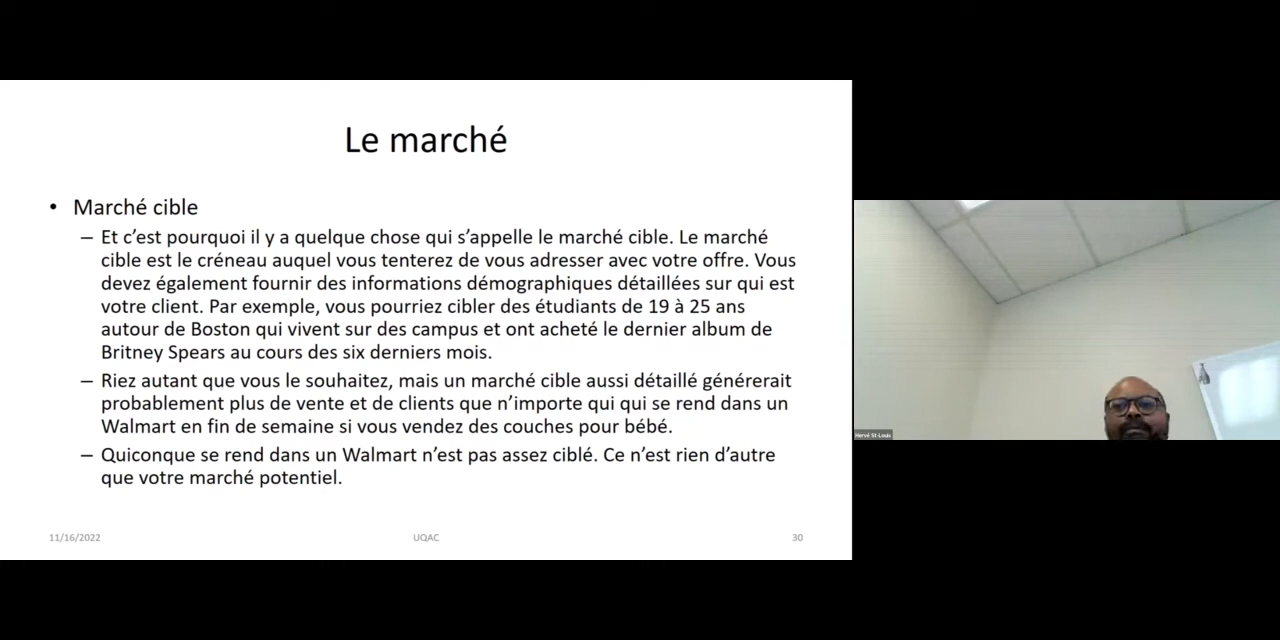 Le marché
• Marché cible
– Et c’est pourquoi il y a quelque chose qui s’appelle le marché cible. Le marché
cible est le créneau auquel vous tenterez de vous adresser avec votre offre. Vous
devez également fournir des informations démographiques détaillées sur qui est
votre client. Par exemple, vous pourriez cibler des étudiants de 19 à 25 ans
autour de Boston qui vivent sur des campus et ont acheté le dernier album de
Britney Spears au cours des six derniers mois.
– Riez autant que vous le souhaitez, mais un marché cible aussi détaillé générerait
probablement plus de vente et de clients que n’importe qui qui se rend dans un
Walmart en fin de semaine si vous vendez des couches pour bébé.
– Quiconque se rend dans un Walmart n’est pas assez ciblé. Ce n’est rien d’autre
que votre marché potentiel.
11/16/2022
UQAC
30
Hervé St-Louis